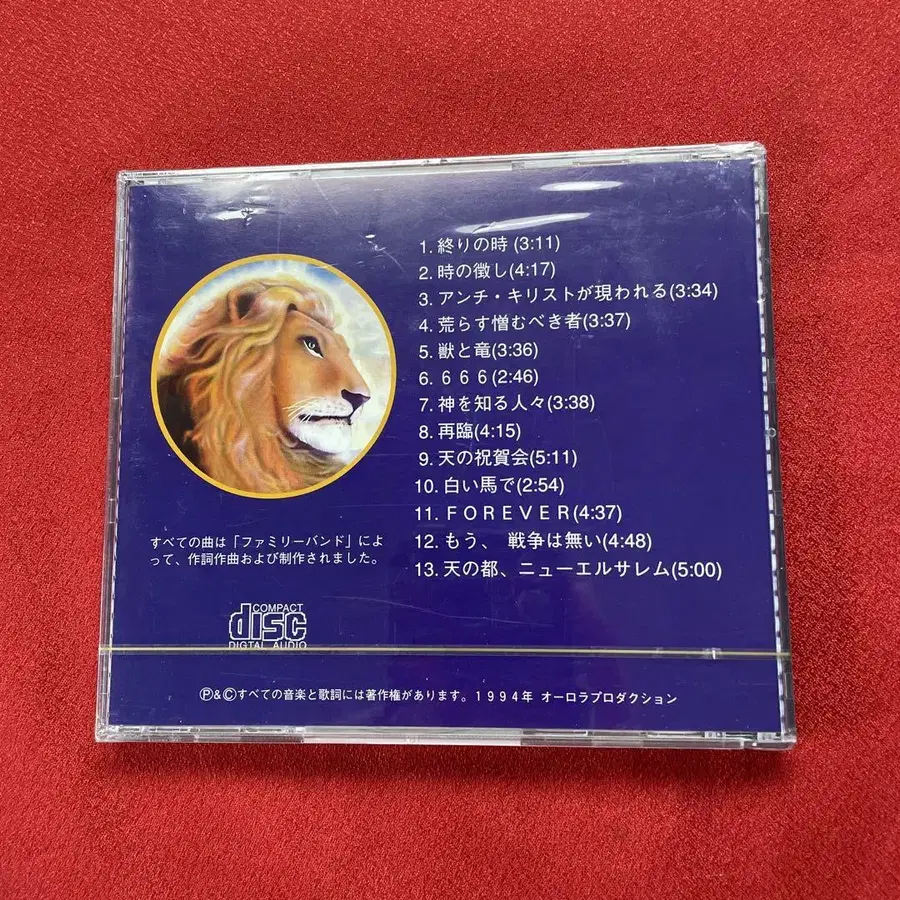 1. 終りの時 (3:11)
2. 時の徴し(4:17)
3. アンチ・キリストが現われる(3:34)
4. 荒らす憎むべき者(3:37)
5. 獣と竜(3:36)
6. 6 6 6(2:46)
7. 神を知る人々(3:38)
8. 再臨(4:15)
9. 天の祝賀会(5:11)
10. 白い馬で(2:54)
11. F O R E V E R(4:37)
12. もう、 戦争は無い(4:48)
13. 天の都、ニューエルサレム(5:00)
すべての曲は「ファミリーバンド」によ
って、作詞作曲および制作されました。
COMPACT
disc
DIGITAL AUDIO
Ⓟ&Ⓒすべての音楽と歌詞には著作権があります。1994年 オーロラプロダクション